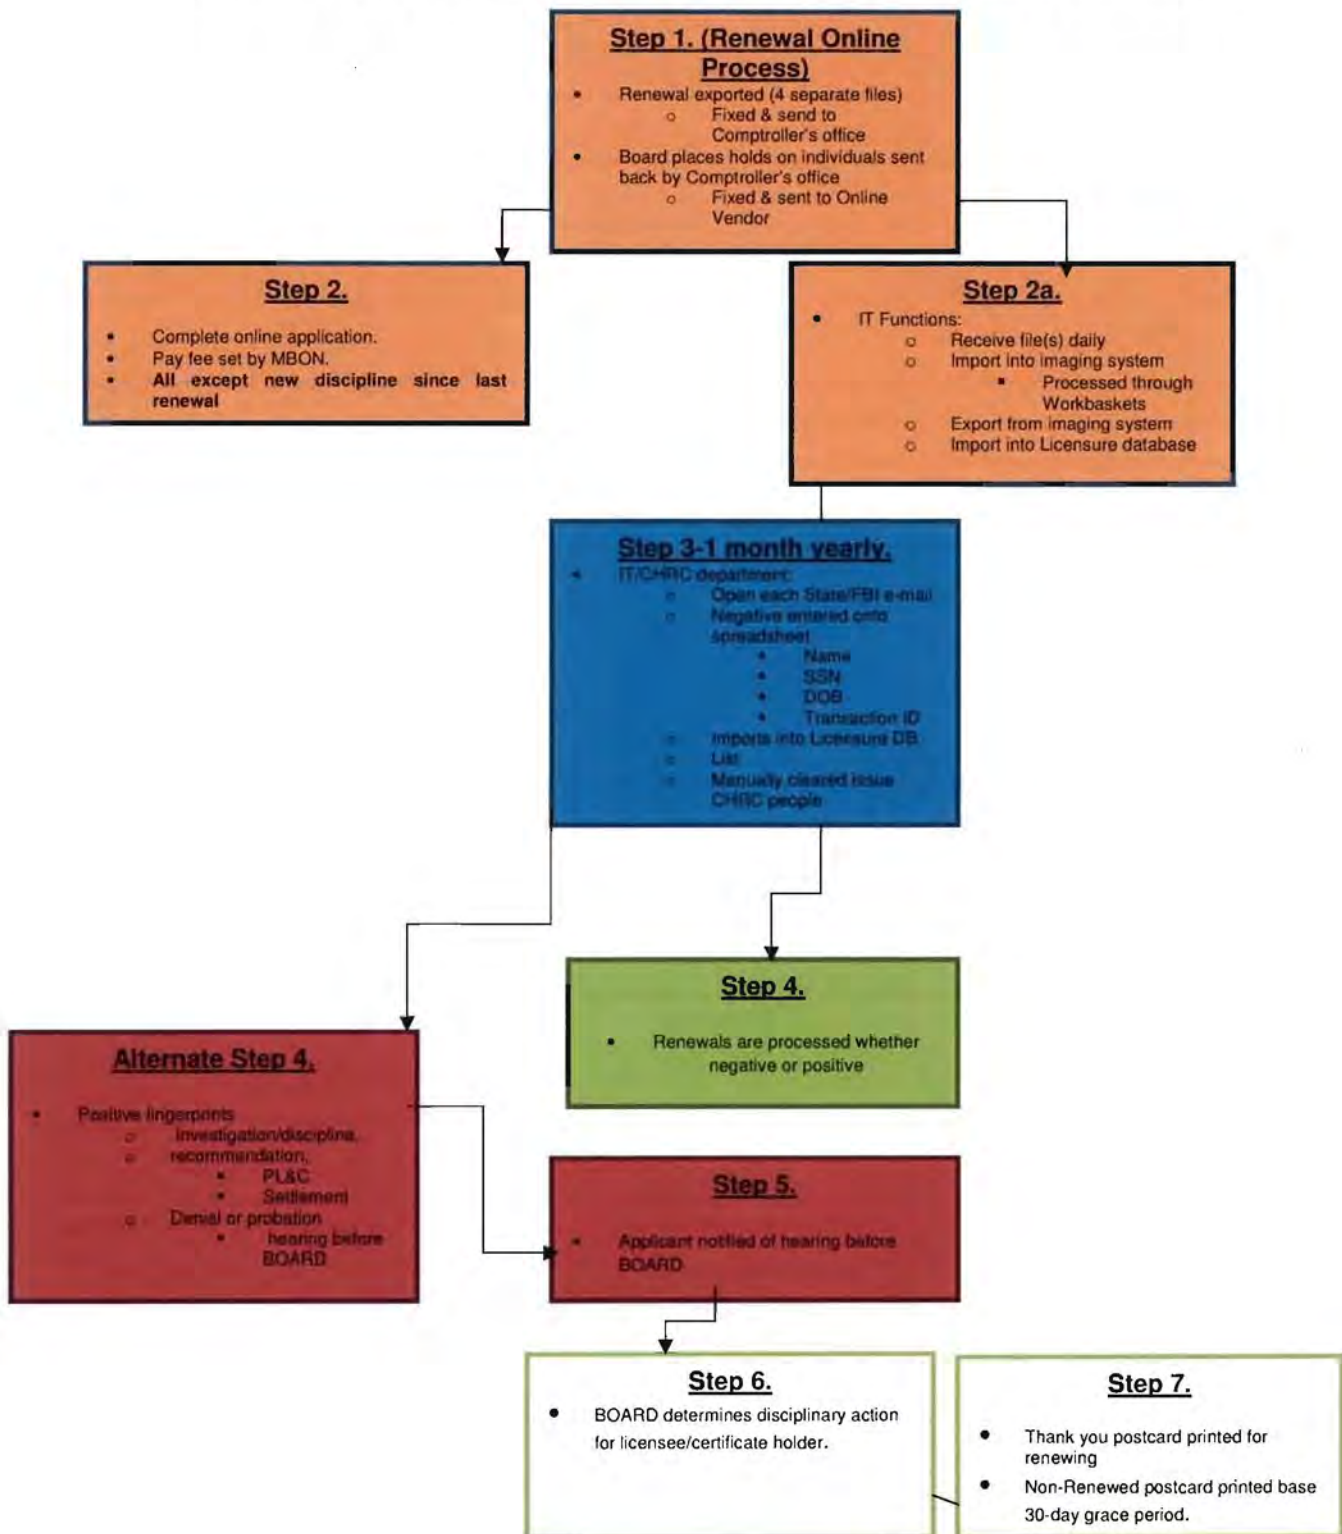 Step 1. (Renewal Online
Process)
• Renewal exported (4 separate files)
o Fixed & send to
Comptroller's office
• Board places holds on individuals sent
back by Comptroller's office
o Fixed & sent to Online
Vendor
Step 2.
• Complete online application.
• Pay fee set by MBON.
• All except new discipline since last
renewal
Step 2a.
• IT Functions:
o Receive file(s) daily
o Import into imaging system
▪ Processed through
Workbaskets
o Export from imaging system
o Import into Licensure database
Step 3-1 month yearly.
• IT/CHRC department:
o Open each State/FBI e-mail
o Negative entered onto
spreadsheet
▪ Name
▪ SSN
▪ DOB
▪ Transaction ID
o Imports into Licensure DB
o List
o Manually cleared issue
CHRC people
Step 4.
• Renewals are processed whether
negative or positive
Alternate Step 4.
• Positive fingerprints
o Investigation/discipline,
o recommendation,
▪ PL&C
▪ Settlement
o Denial or probation
▪ hearing before
BOARD
Step 5.
• Applicant notified of hearing before
BOARD
Step 6.
• BOARD determines disciplinary action
for licensee/certificate holder.
Step 7.
• Thank you postcard printed for
renewing
• Non-Renewed postcard printed base
30-day grace period.